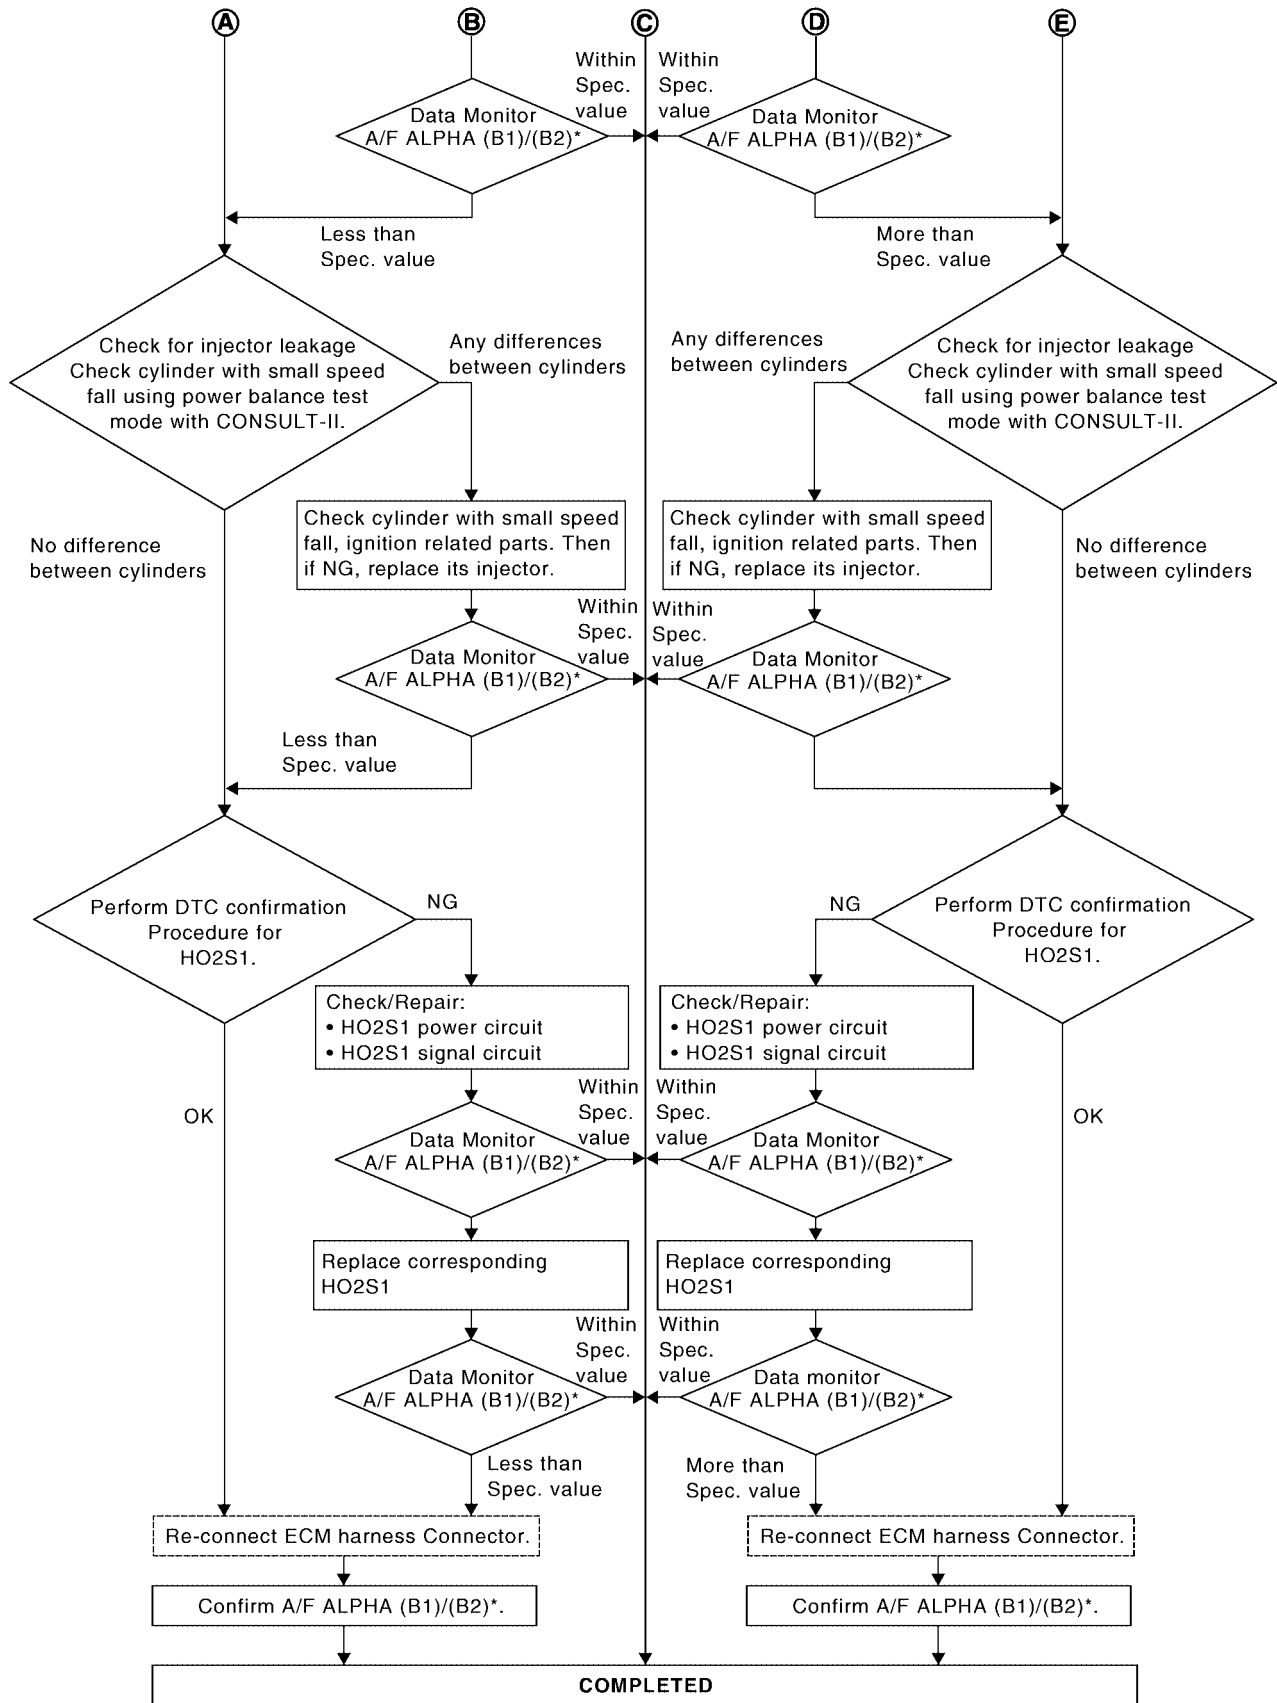 A
B
C
D
E
Within
Spec.
value
Within
Spec.
value
Data Monitor
A/F ALPHA (B1)/(B2)*
Data Monitor
A/F ALPHA (B1)/(B2)*
Less than
Spec. value
More than
Spec. value
Check for injector leakage
Check cylinder with small speed
fall using power balance test
mode with CONSULT-II.
Any differences
between cylinders
Any differences
between cylinders
Check for injector leakage
Check cylinder with small speed
fall using power balance test
mode with CONSULT-II.
No difference
between cylinders
Check cylinder with small speed
fall, ignition related parts. Then
if NG, replace its injector.
Check cylinder with small speed
fall, ignition related parts. Then
if NG, replace its injector.
No difference
between cylinders
Within
Spec.
value
Within
Spec.
value
Data Monitor
A/F ALPHA (B1)/(B2)*
Data Monitor
A/F ALPHA (B1)/(B2)*
Less than
Spec. value
Perform DTC confirmation
Procedure for
HO2S1.
NG
NG
Perform DTC confirmation
Procedure for
HO2S1.
Check/Repair:
• HO2S1 power circuit
• HO2S1 signal circuit
Check/Repair:
• HO2S1 power circuit
• HO2S1 signal circuit
OK
Within
Spec.
value
Within
Spec.
value
OK
Data Monitor
A/F ALPHA (B1)/(B2)*
Data Monitor
A/F ALPHA (B1)/(B2)*
Replace corresponding
HO2S1
Replace corresponding
HO2S1
Within
Spec.
value
Within
Spec.
value
Data Monitor
A/F ALPHA (B1)/(B2)*
Data monitor
A/F ALPHA (B1)/(B2)*
Less than
Spec. value
More than
Spec. value
Re-connect ECM harness Connector.
Re-connect ECM harness Connector.
Confirm A/F ALPHA (B1)/(B2)*.
Confirm A/F ALPHA (B1)/(B2)*.
COMPLETED